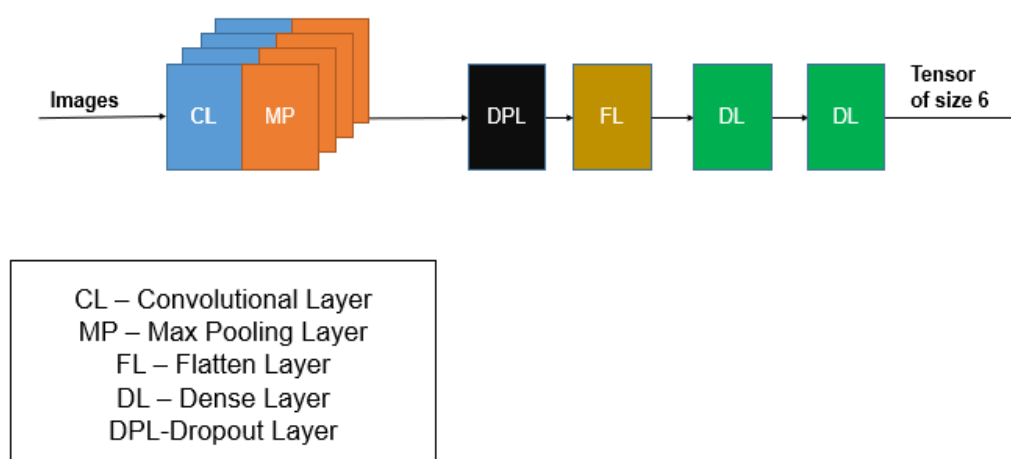 Images
CL
MP
DPL
FL
DL
DL
Tensor
of size 6
CL – Convolutional Layer
MP – Max Pooling Layer
FL – Flatten Layer
DL – Dense Layer
DPL-Dropout Layer